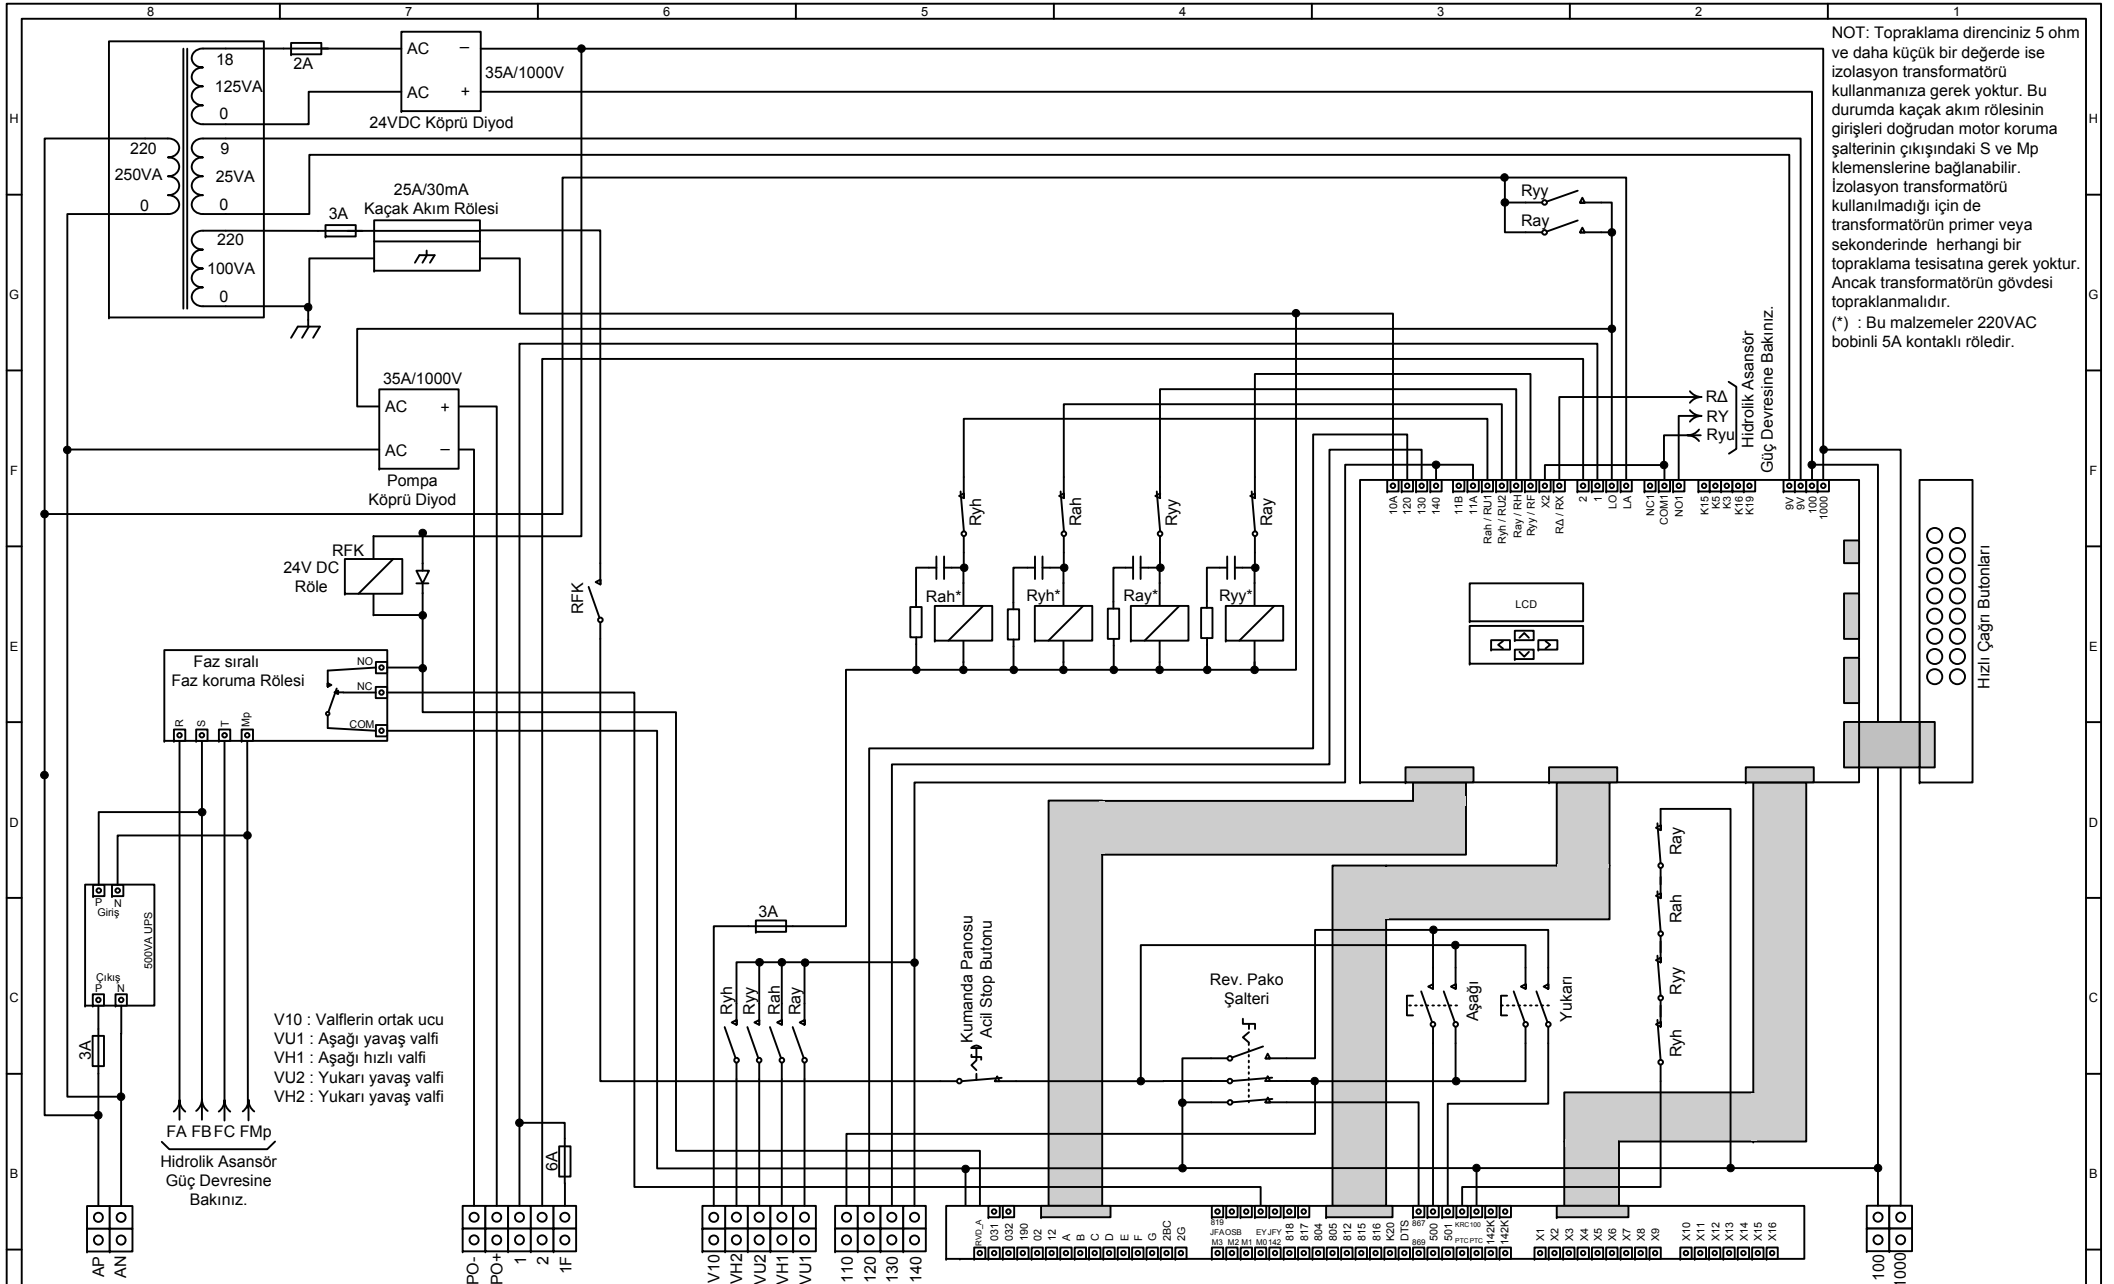 8 7 6 5 4 3 2 1
H
G
F
E
D
C
B
H
G
F
E
D
C
B
NOT: Topraklama direnciniz 5 ohm
ve daha küçük bir değerde ise
izolasyon transformatörü
kullanmanıza gerek yoktur. Bu
durumda kaçak akım rölesinin
girişleri doğrudan motor koruma
şalterinin çıkışındaki S ve Mp
klemenslerine bağlanabilir.
İzolasyon transformatörü
kullanılmadığı için de
transformatörün primer veya
sekonderinde herhangi bir
topraklama tesisatına gerek yoktur.
Ancak transformatörün gövdesi
topraklanmalıdır.
(*) : Bu malzemeler 220VAC
bobinli 5A kontaklı röledir.
18
125VA
0
220
250VA
0
9
25VA
0
220
100VA
0
2A
AC −
AC +
35A/1000V
24VDC Köprü Diyod
25A/30mA
Kaçak Akım Rölesi
3A
Ryy
Ray
35A/1000V
AC +
AC −
Pompa
Köprü Diyod
RΔ
RY
Ryu
Hidrolik Asansör
Güç Devresine Bakınız.
Ryh
Rah
Ryy
Ray
Rah*
Ryh*
Ray*
Ryy*
10A
120
130
140
11B
11A
Rah / RU1
Ryh / RU2
Ray / RH
Ryy / RF
X2
RΔ / RX
2
1
LO
LA
NC1
COM1
NO1
K15
K5
K3
K16
K19
9V
9V
100
1000
LCD
Hızlı Çağrı Butonları
RFK
24V DC
Röle
RFK
Faz sıralı
Faz koruma Rölesi
NO
NC
COM
R
S
T
Mp
P N
Giriş
500VA UPS
Çıkış
P N
3A
V10 : Valflerin ortak ucu
VU1 : Aşağı yavaş valfi
VH1 : Aşağı hızlı valfi
VU2 : Yukarı yavaş valfi
VH2 : Yukarı yavaş valfi
FA FB FC FMp
Hidrolik Asansör
Güç Devresine
Bakınız.
6A
3A
Ryh
Ryy
Rah
Ray
Kumanda Panosu
Acil Stop Butonu
Rev. Pako
Şalteri
Aşağı
Yukarı
Ray
Rah
Ryy
Ryh
AP
AN
PO-
PO+
1
2
1F
V10
VH2
VU2
VH1
VU1
110
120
130
140
RVD_A
031
032
190
02
12
A
B
C
D
E
F
G
2BC
2G
819
JFA OSB EY JFY
M3 M2 M1 M0 142
818
817
804
805
812
815
816
K20
DTS
867
869
500
501
KRC 100
PTC PTC
142K
142K
X1
X2
X3
X4
X5
X6
X7
X8
X9
X10
X11
X12
X13
X14
X15
X16
100
1000